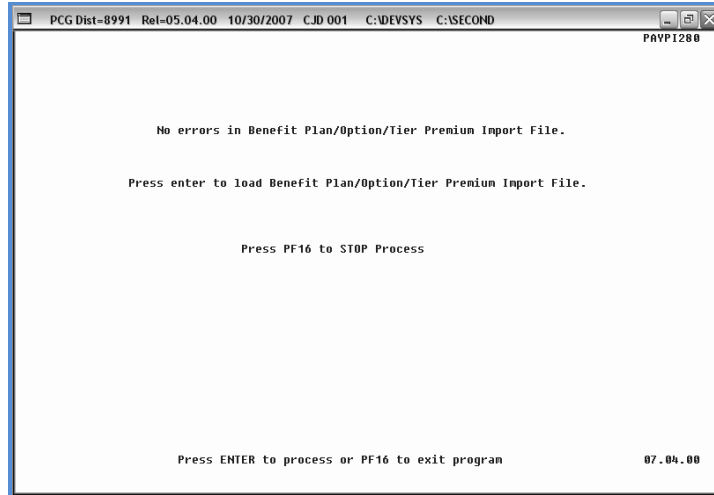 PCG Dist=8991 Rel=05.04.00 10/30/2007 CJD 001 C:\DEVSYS C:\SECOND
PAYPI280
No errors in Benefit Plan/Option/Tier Premium Import File.
Press enter to load Benefit Plan/Option/Tier Premium Import File.
Press PF16 to STOP Process
Press ENTER to process or PF16 to exit program 07.04.00